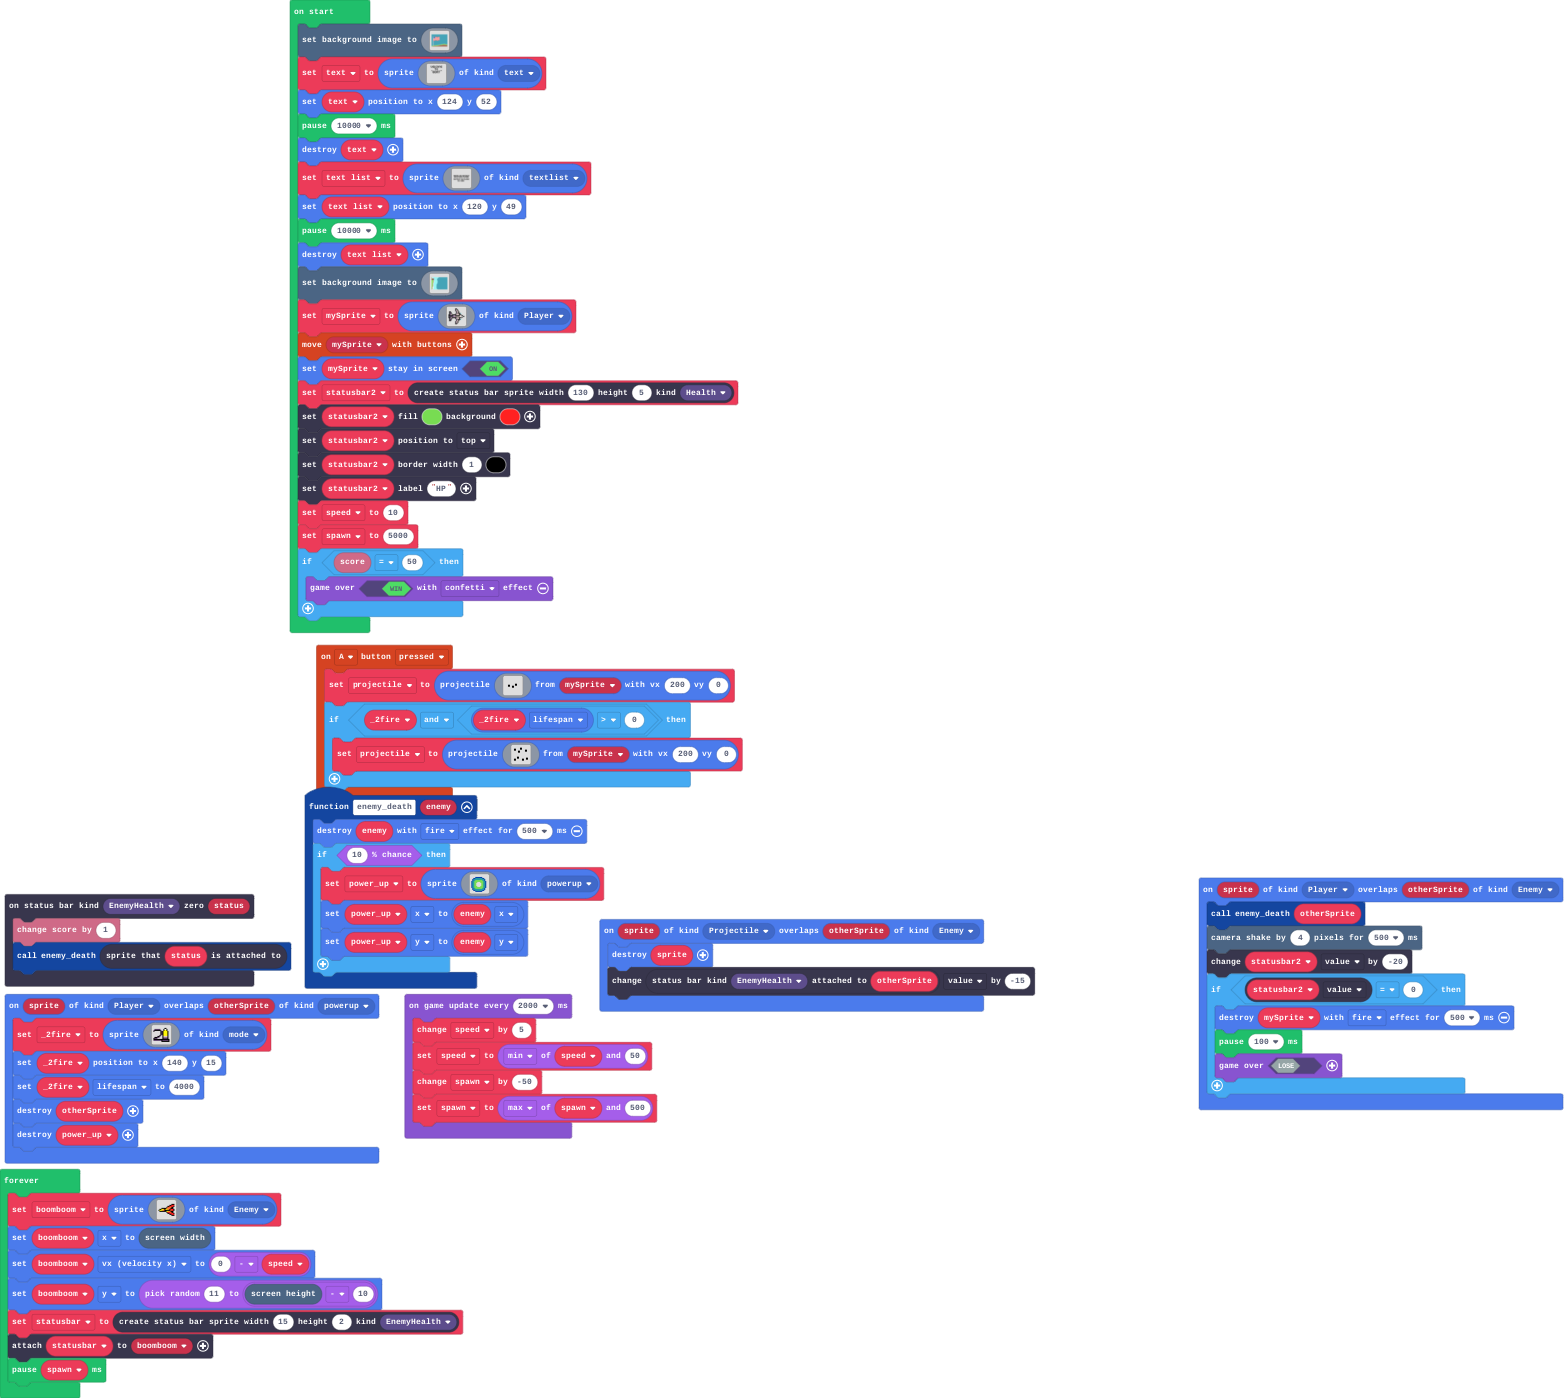 on start
set background image to
set text to sprite of kind text
set text position to x 124 y 52
pause 10000 ms
destroy text
set text list to sprite of kind textlist
set text list position to x 120 y 49
pause 10000 ms
destroy text list
set background image to
set mySprite to sprite of kind Player
move mySprite with buttons
set mySprite stay in screen ON
set statusbar2 to create status bar sprite width 130 height 5 kind Health
set statusbar2 fill background
set statusbar2 position to top
set statusbar2 border width 1
set statusbar2 label "HP"
set speed to 10
set spawn to 5000
if score = 50 then
game over WIN with confetti effect
on A button pressed
set projectile to projectile from mySprite with vx 200 vy 0
if _2fire and _2fire lifespan > 0 then
set projectile to projectile from mySprite with vx 200 vy 0
function enemy_death enemy
destroy enemy with fire effect for 500 ms
if 10 % chance then
set power_up to sprite of kind powerup
set power_up x to enemy x
set power_up y to enemy y
on status bar kind EnemyHealth zero status
change score by 1
call enemy_death sprite that status is attached to
on sprite of kind Projectile overlaps otherSprite of kind Enemy
destroy sprite
change status bar kind EnemyHealth attached to otherSprite value by -15
on sprite of kind Player overlaps otherSprite of kind Enemy
call enemy_death otherSprite
camera shake by 4 pixels for 500 ms
change statusbar2 value by -20
if statusbar2 value = 0 then
destroy mySprite with fire effect for 500 ms
pause 100 ms
game over LOSE
on sprite of kind Player overlaps otherSprite of kind powerup
set _2fire to sprite of kind mode
set _2fire position to x 140 y 15
set _2fire lifespan to 4000
destroy otherSprite
destroy power_up
on game update every 2000 ms
change speed by 5
set speed to min of speed and 50
change spawn by -50
set spawn to max of spawn and 500
forever
set boomboom to sprite of kind Enemy
set boomboom x to screen width
set boomboom vx (velocity x) to 0 - speed
set boomboom y to pick random 11 to screen height - 10
set statusbar to create status bar sprite width 15 height 2 kind EnemyHealth
attach statusbar to boomboom
pause spawn ms